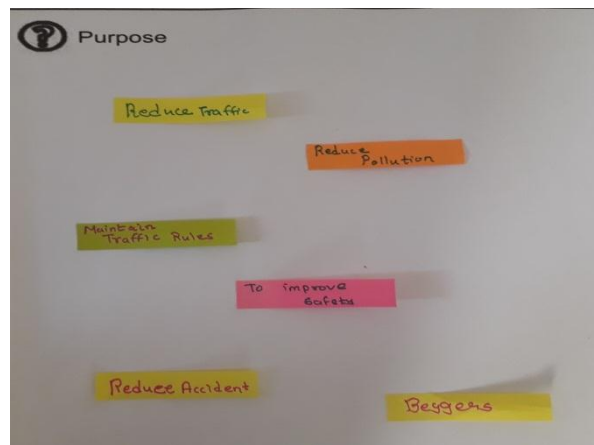 Purpose
Reduce Traffic
Reduce
Pollution
Maintain
Traffic Rules
To improve
Safety
Reduce Accident
Beggers